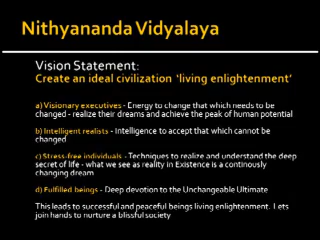 Nithyananda Vidyalaya
Vision Statement:
Create an ideal civilization 'living enlightenment'
a) Visionary executives - Energy to change that which needs to be
changed - realize their dreams and achieve the peak of human potential
b) Intelligent realists - Intelligence to accept that which cannot be
changed
c) Stress-free individuals - Techniques to realize and understand the deep
secret of life - what we see as reality in Existence is a continously
changing dream
d) Fulfilled beings - Deep devotion to the Unchangeable Ultimate
This leads to successful and peaceful beings living enlightenment. Lets
join hands to nurture a blissful society